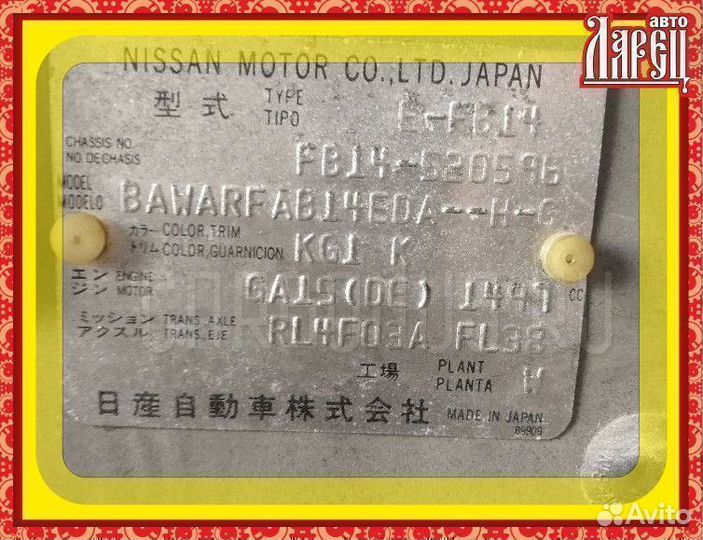 авто
Ларец
NISSAN MOTOR CO.,LTD. JAPAN
型式 TYPE TIPO E-FB14
CHASSIS NO.
NO DE CHASIS FB14-520596
MODEL
MODELO BAWARFAB14EDA--H-C
カラー COLOR,TRIM
トリム COLOR,GUARNICION KG1 K
エンジン ENGINE MOTOR GA15(DE) 1497 CC
ミッション TRANS. AXLE
アクスル TRANS.,EJE RL4F03A FL38
工場 PLANT PLANTA W
日産自動車株式会社 MADE IN JAPAN
89909
Avito